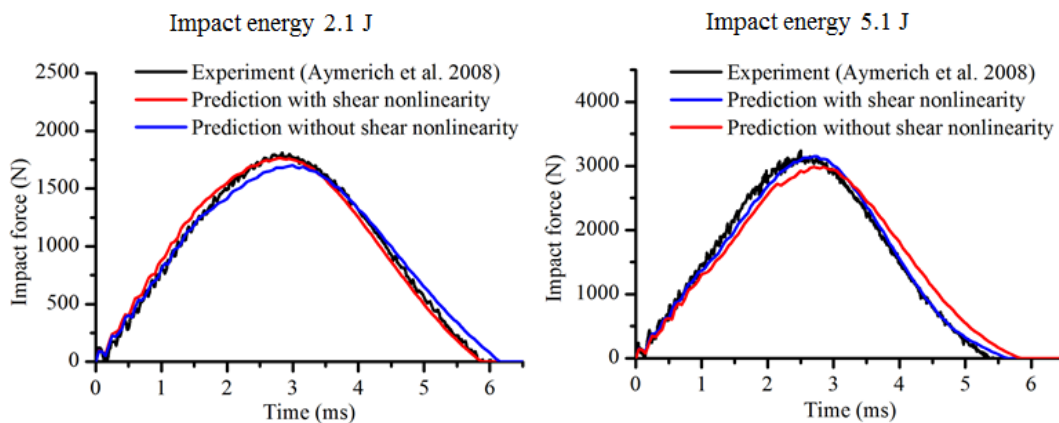 Impact energy 2.1 J
2500
2000
1500
1000
500
0
Impact force (N)
Experiment (Aymerich et al. 2008)
Prediction with shear nonlinearity
Prediction without shear nonlinearity
0 1 2 3 4 5 6
Time (ms)
Impact energy 5.1 J
4000
3000
2000
1000
0
Impact force (N)
Experiment (Aymerich et al. 2008)
Prediction with shear nonlinearity
Prediction without shear nonlinearity
0 1 2 3 4 5 6
Time (ms)